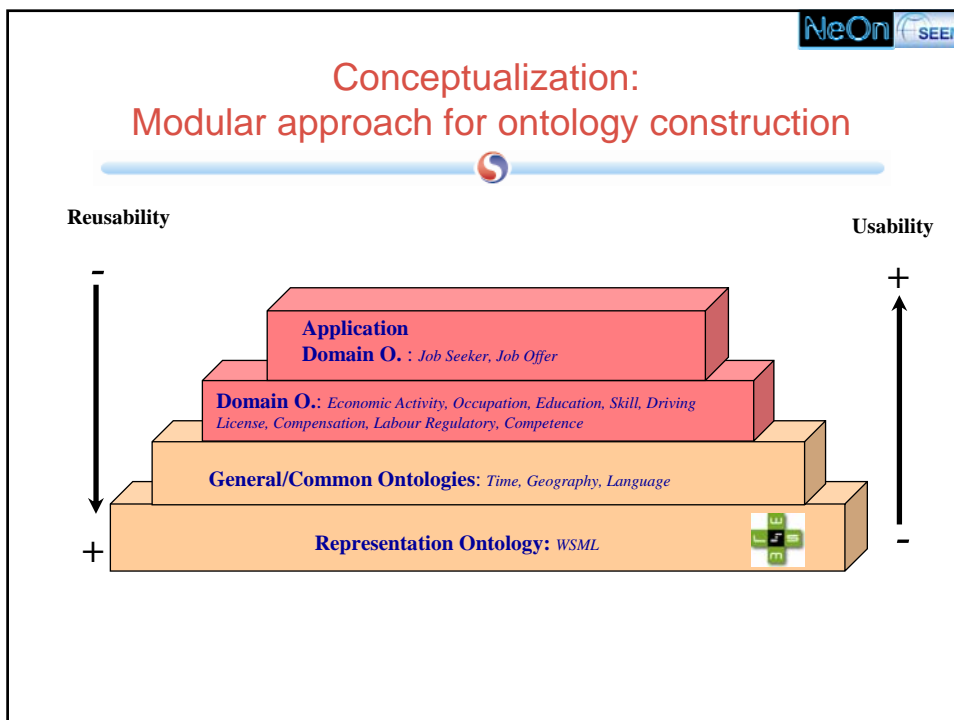 NeOn SEEM
Conceptualization:
Modular approach for ontology construction
Reusability
Usability
-
+
Application
Domain O. : Job Seeker, Job Offer
Domain O.: Economic Activity, Occupation, Education, Skill, Driving
License, Compensation, Labour Regulatory, Competence
General/Common Ontologies: Time, Geography, Language
Representation Ontology: WSML
+
-